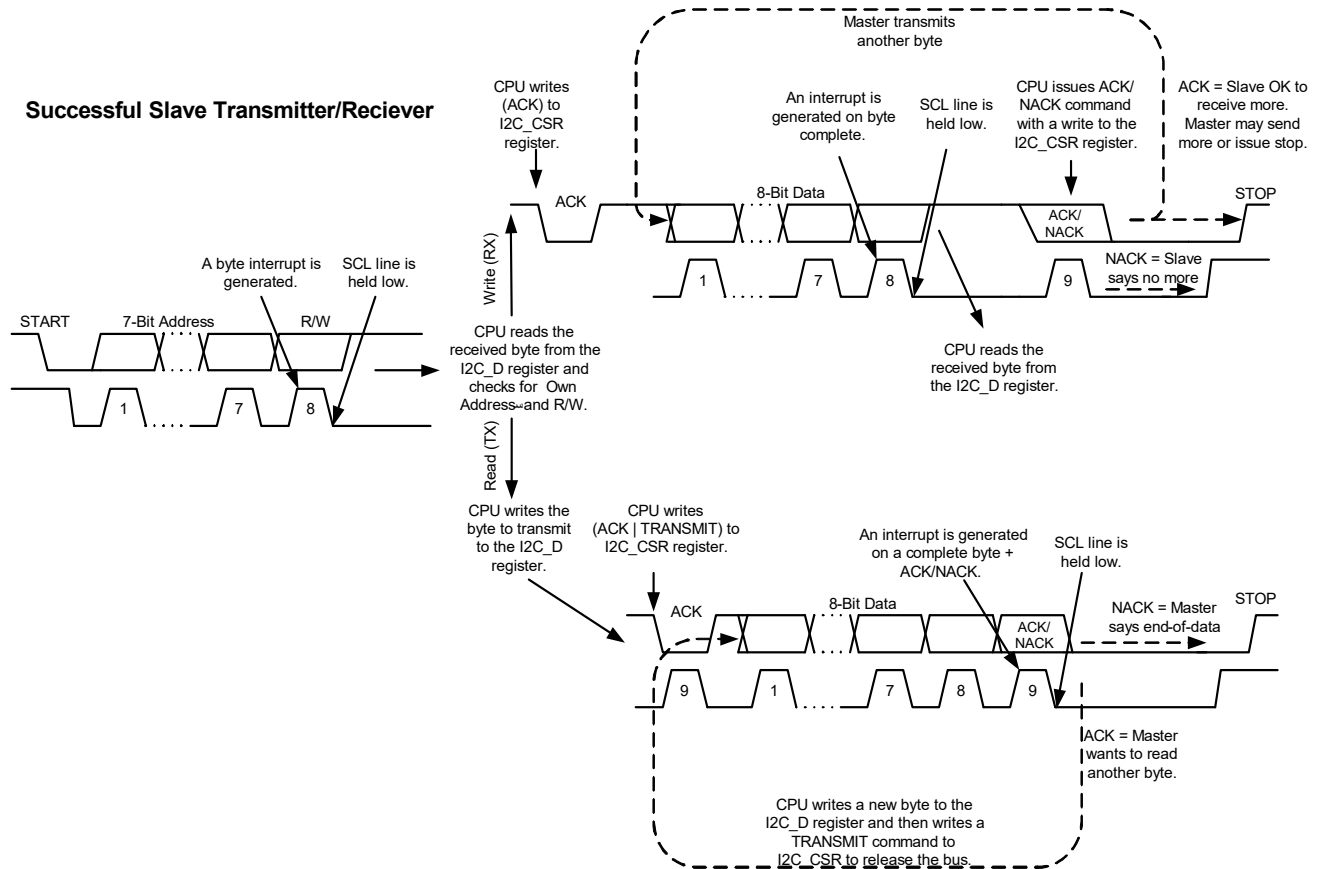 Master transmits
another byte
Successful Slave Transmitter/Reciever
CPU writes
(ACK) to
I2C_CSR
register.
An interrupt is
generated on byte
complete.
SCL line is
held low.
CPU issues ACK/
NACK command
with a write to the
I2C_CSR register.
ACK = Slave OK to
receive more.
Master may send
more or issue stop.
ACK
8-Bit Data
ACK/
NACK
STOP
1
7
8
9
NACK = Slave
says no more
Write (RX)
CPU reads the
received byte from
the I2C_D register.
A byte interrupt is
generated.
SCL line is
held low.
START
7-Bit Address
R/W
1
7
8
CPU reads the
received byte from the
I2C_D register and
checks for Own
Address and R/W.
Read (TX)
CPU writes the
byte to transmit
to the I2C_D
register.
CPU writes
(ACK | TRANSMIT) to
I2C_CSR register.
An interrupt is generated
on a complete byte +
ACK/NACK.
SCL line is
held low.
ACK
8-Bit Data
ACK/
NACK
NACK = Master
says end-of-data
STOP
9
1
7
8
9
ACK = Master
wants to read
another byte.
CPU writes a new byte to the
I2C_D register and then writes a
TRANSMIT command to
I2C_CSR to release the bus.